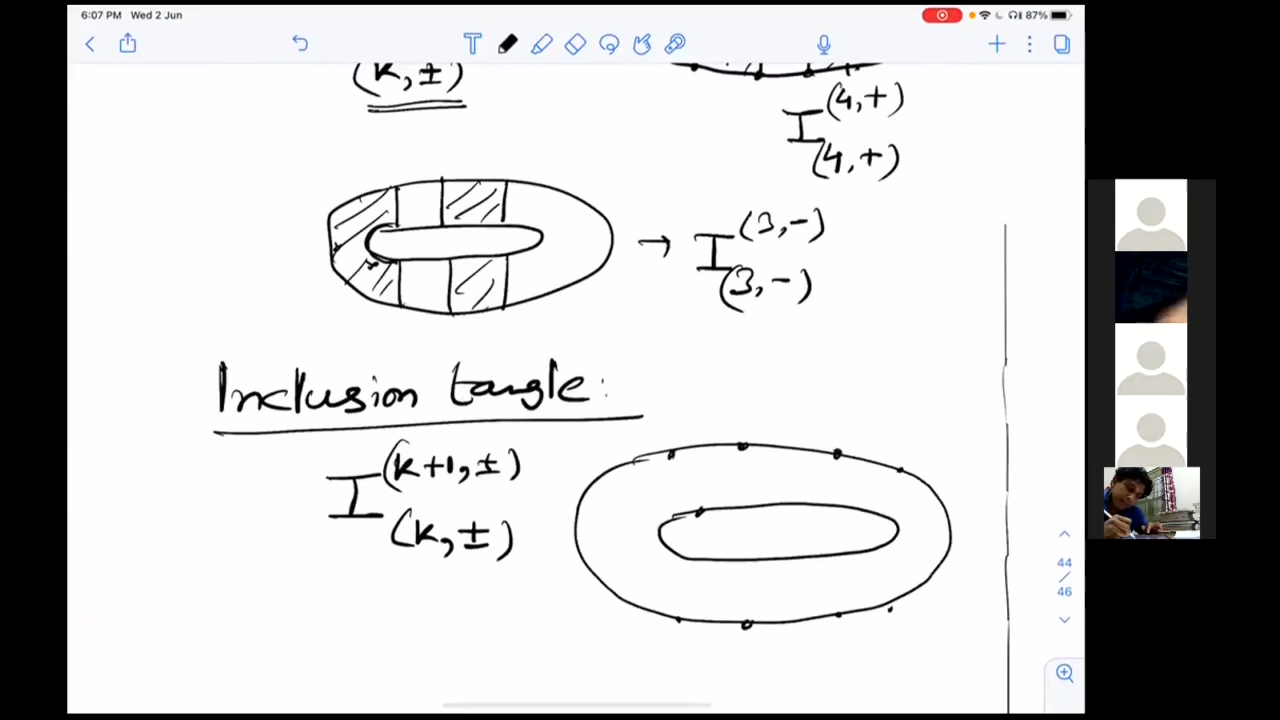 6:07 PM Wed 2 Jun
87%
(k, ±)
I^(4,+)_(4,+)
→ I^(3,-)_(3,-)
Inclusion tangle:
I^(k+1,±)_(k,±)
44
/
46